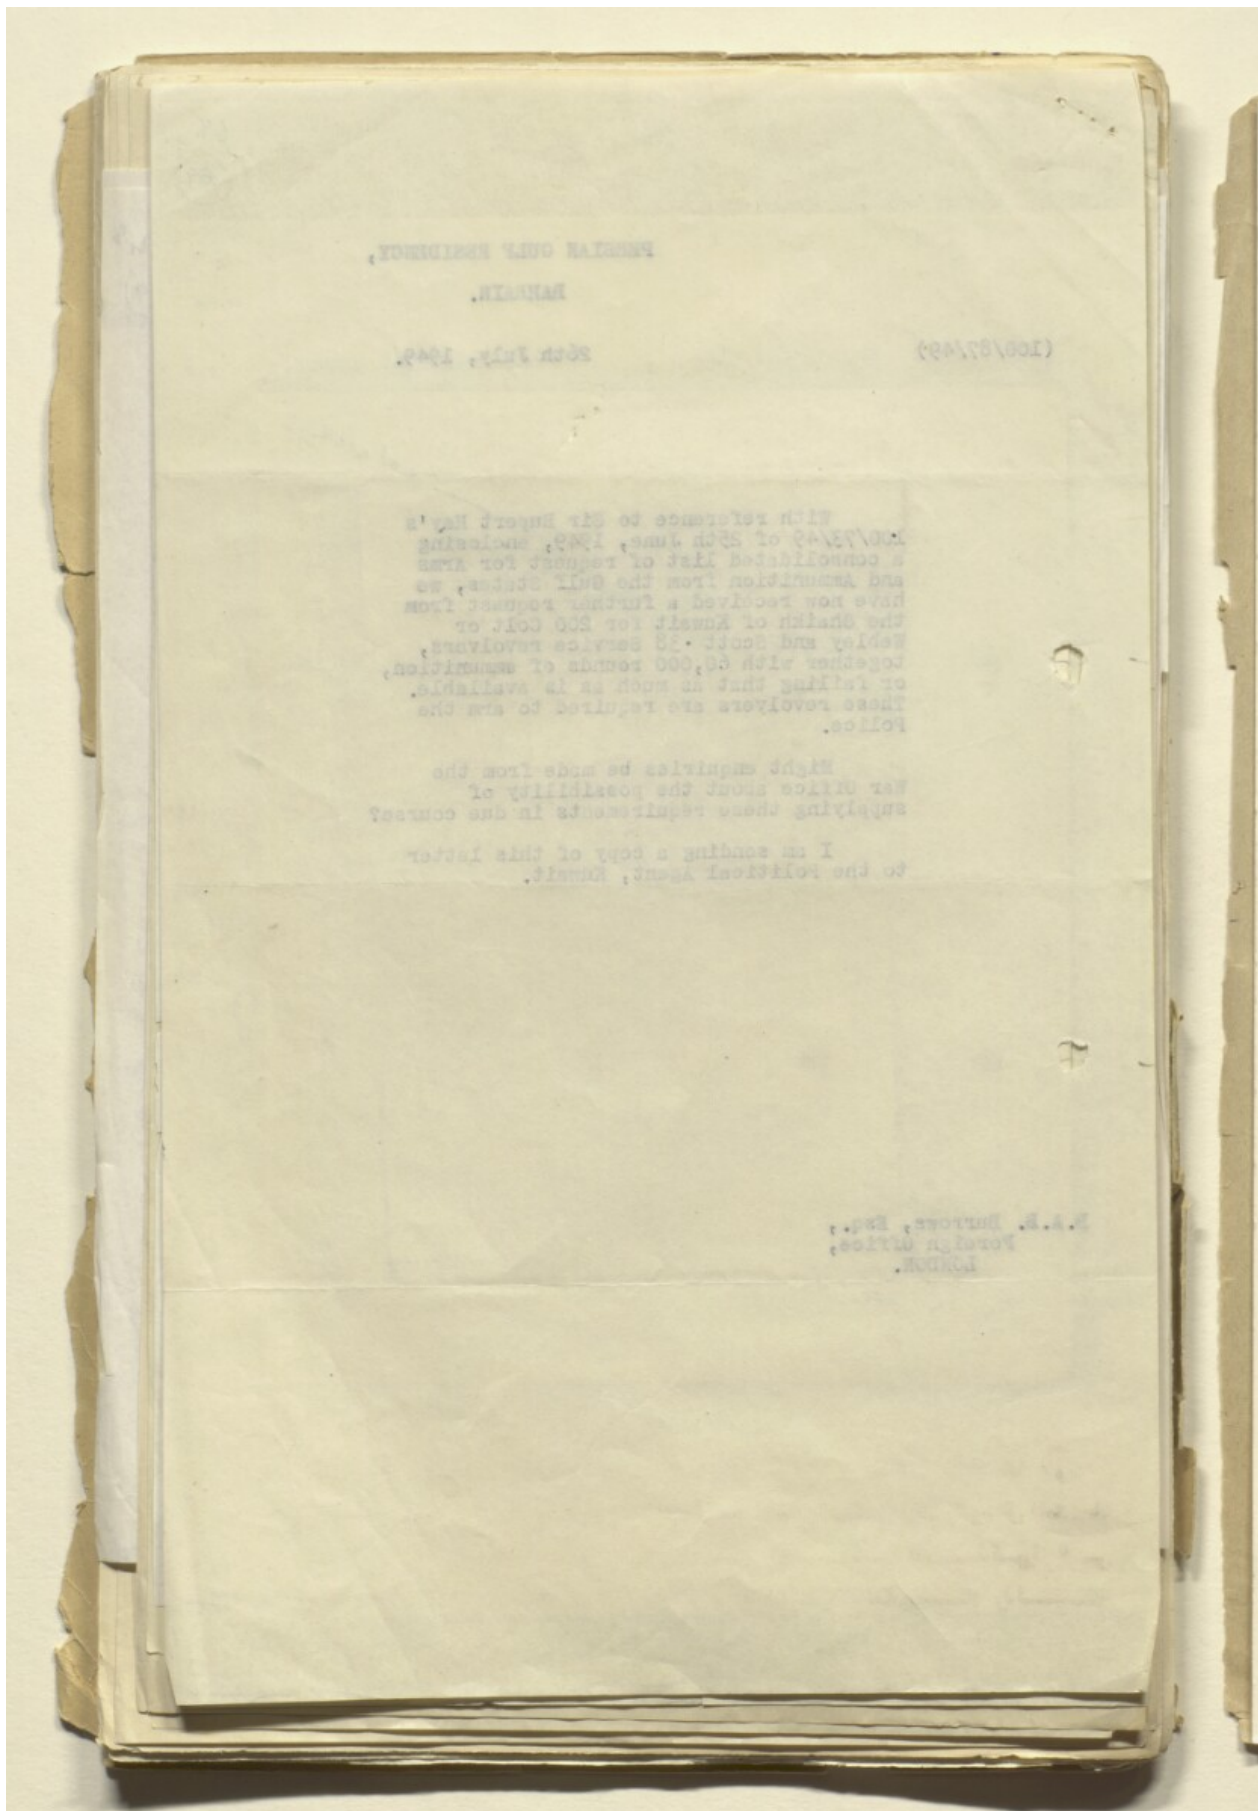 PERSIAN GULF RESIDENCY,
BAHRAIN.
(100/87/49) 26th July, 1949.
With reference to Sir Rupert Hay's
100/73/49 of 25th June, 1949, enclosing
a consolidated list of request for Arms
and Ammunition from the Gulf States, we
have now received a further request from
the Shaikh of Kuwait for 200 Colt or
Webley and Scott .38 Service revolvers,
together with 60,000 rounds of ammunition,
or failing that as much as is available.
These revolvers are required to arm the
Police.
Might enquiries be made from the
War Office about the possibility of
supplying these requirements in due course?
I am sending a copy of this letter
to the Political Agent, Kuwait.
B.A.B. Burrows, Esq.,
Foreign Office,
LONDON.